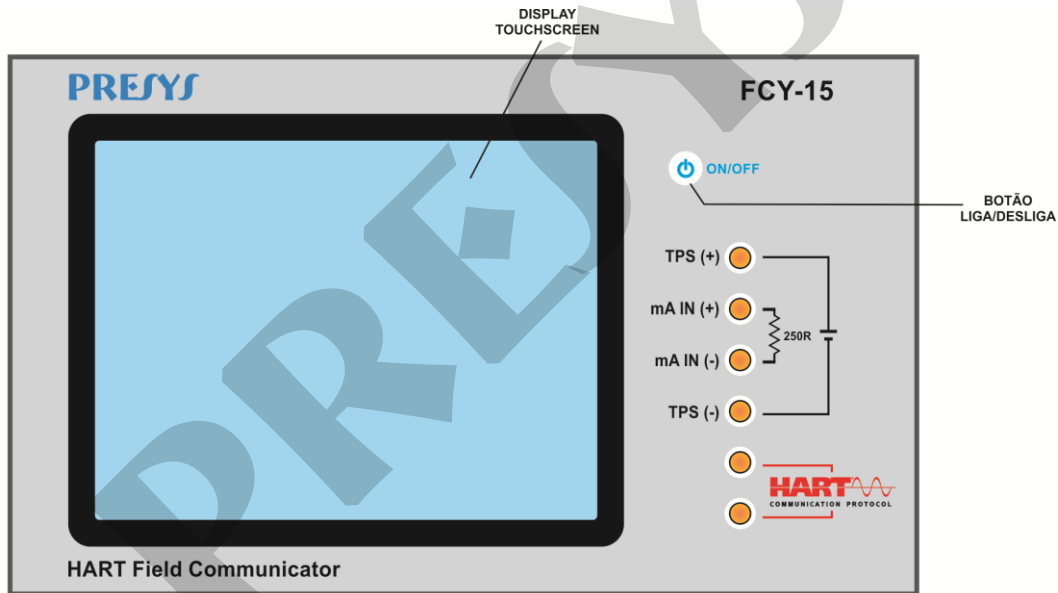 DISPLAY
TOUCHSCREEN
PRESYS
FCY-15
ON/OFF
BOTÃO
LIGA/DESLIGA
TPS (+)
mA IN (+)
250R
mA IN (-)
TPS (-)
HART
COMMUNICATION PROTOCOL
HART Field Communicator
PRESYS